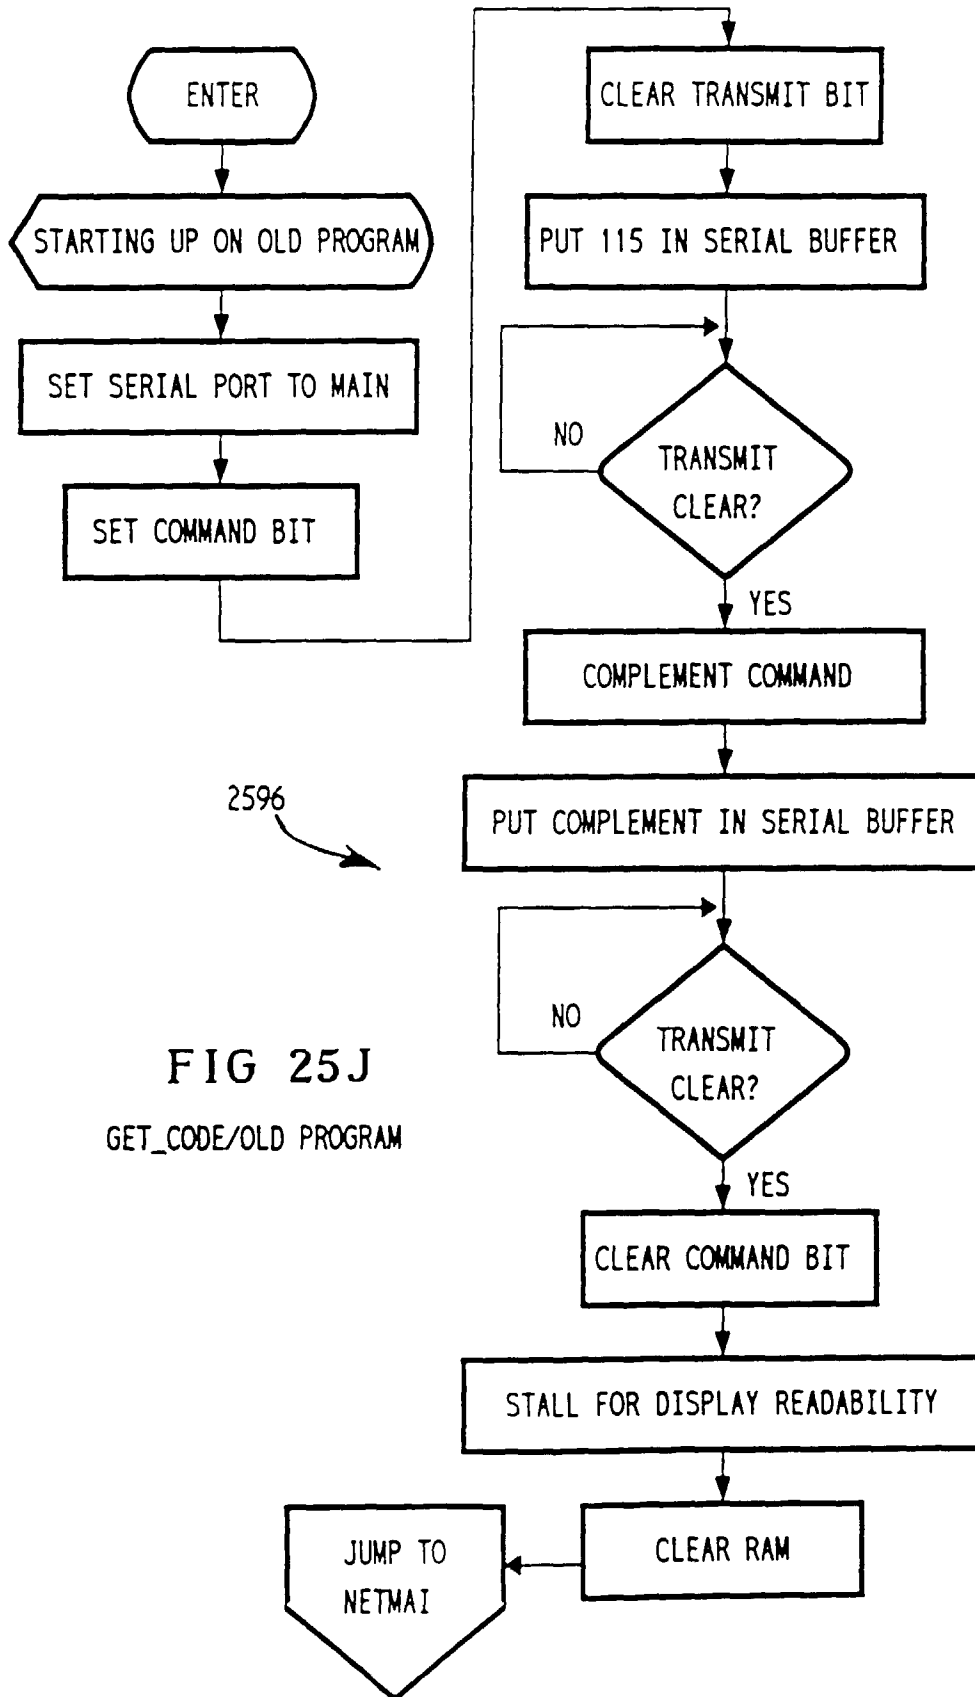 ENTER
STARTING UP ON OLD PROGRAM
SET SERIAL PORT TO MAIN
SET COMMAND BIT
CLEAR TRANSMIT BIT
PUT 115 IN SERIAL BUFFER
NO
TRANSMIT
CLEAR?
YES
COMPLEMENT COMMAND
PUT COMPLEMENT IN SERIAL BUFFER
NO
TRANSMIT
CLEAR?
YES
CLEAR COMMAND BIT
STALL FOR DISPLAY READABILITY
CLEAR RAM
JUMP TO
NETMAI
2596
FIG 25J
GET_CODE/OLD PROGRAM